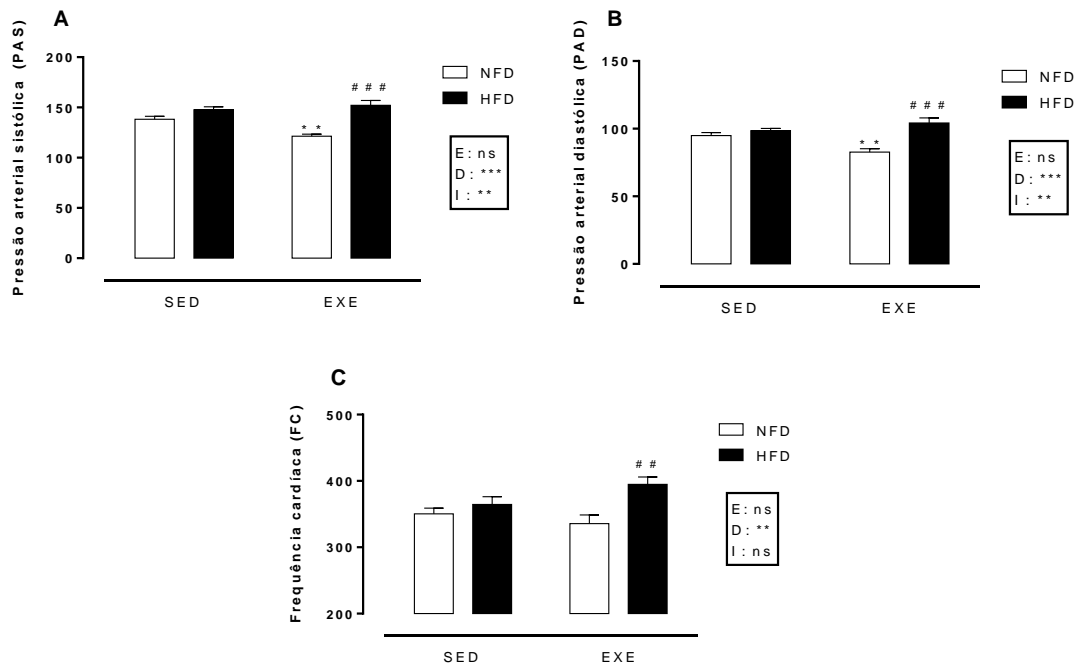 A
Pressão arterial sistólica (PAS)
200
150
100
50
0
* *
# # #
SED
EXE
NFD
HFD
E: ns
D: ***
I: **
B
Pressão arterial diastólica (PAD)
150
100
50
0
* *
# # #
SED
EXE
NFD
HFD
E: ns
D: ***
I: **
C
Frequência cardíaca (FC)
500
400
300
200
# #
SED
EXE
NFD
HFD
E: ns
D: **
I: ns